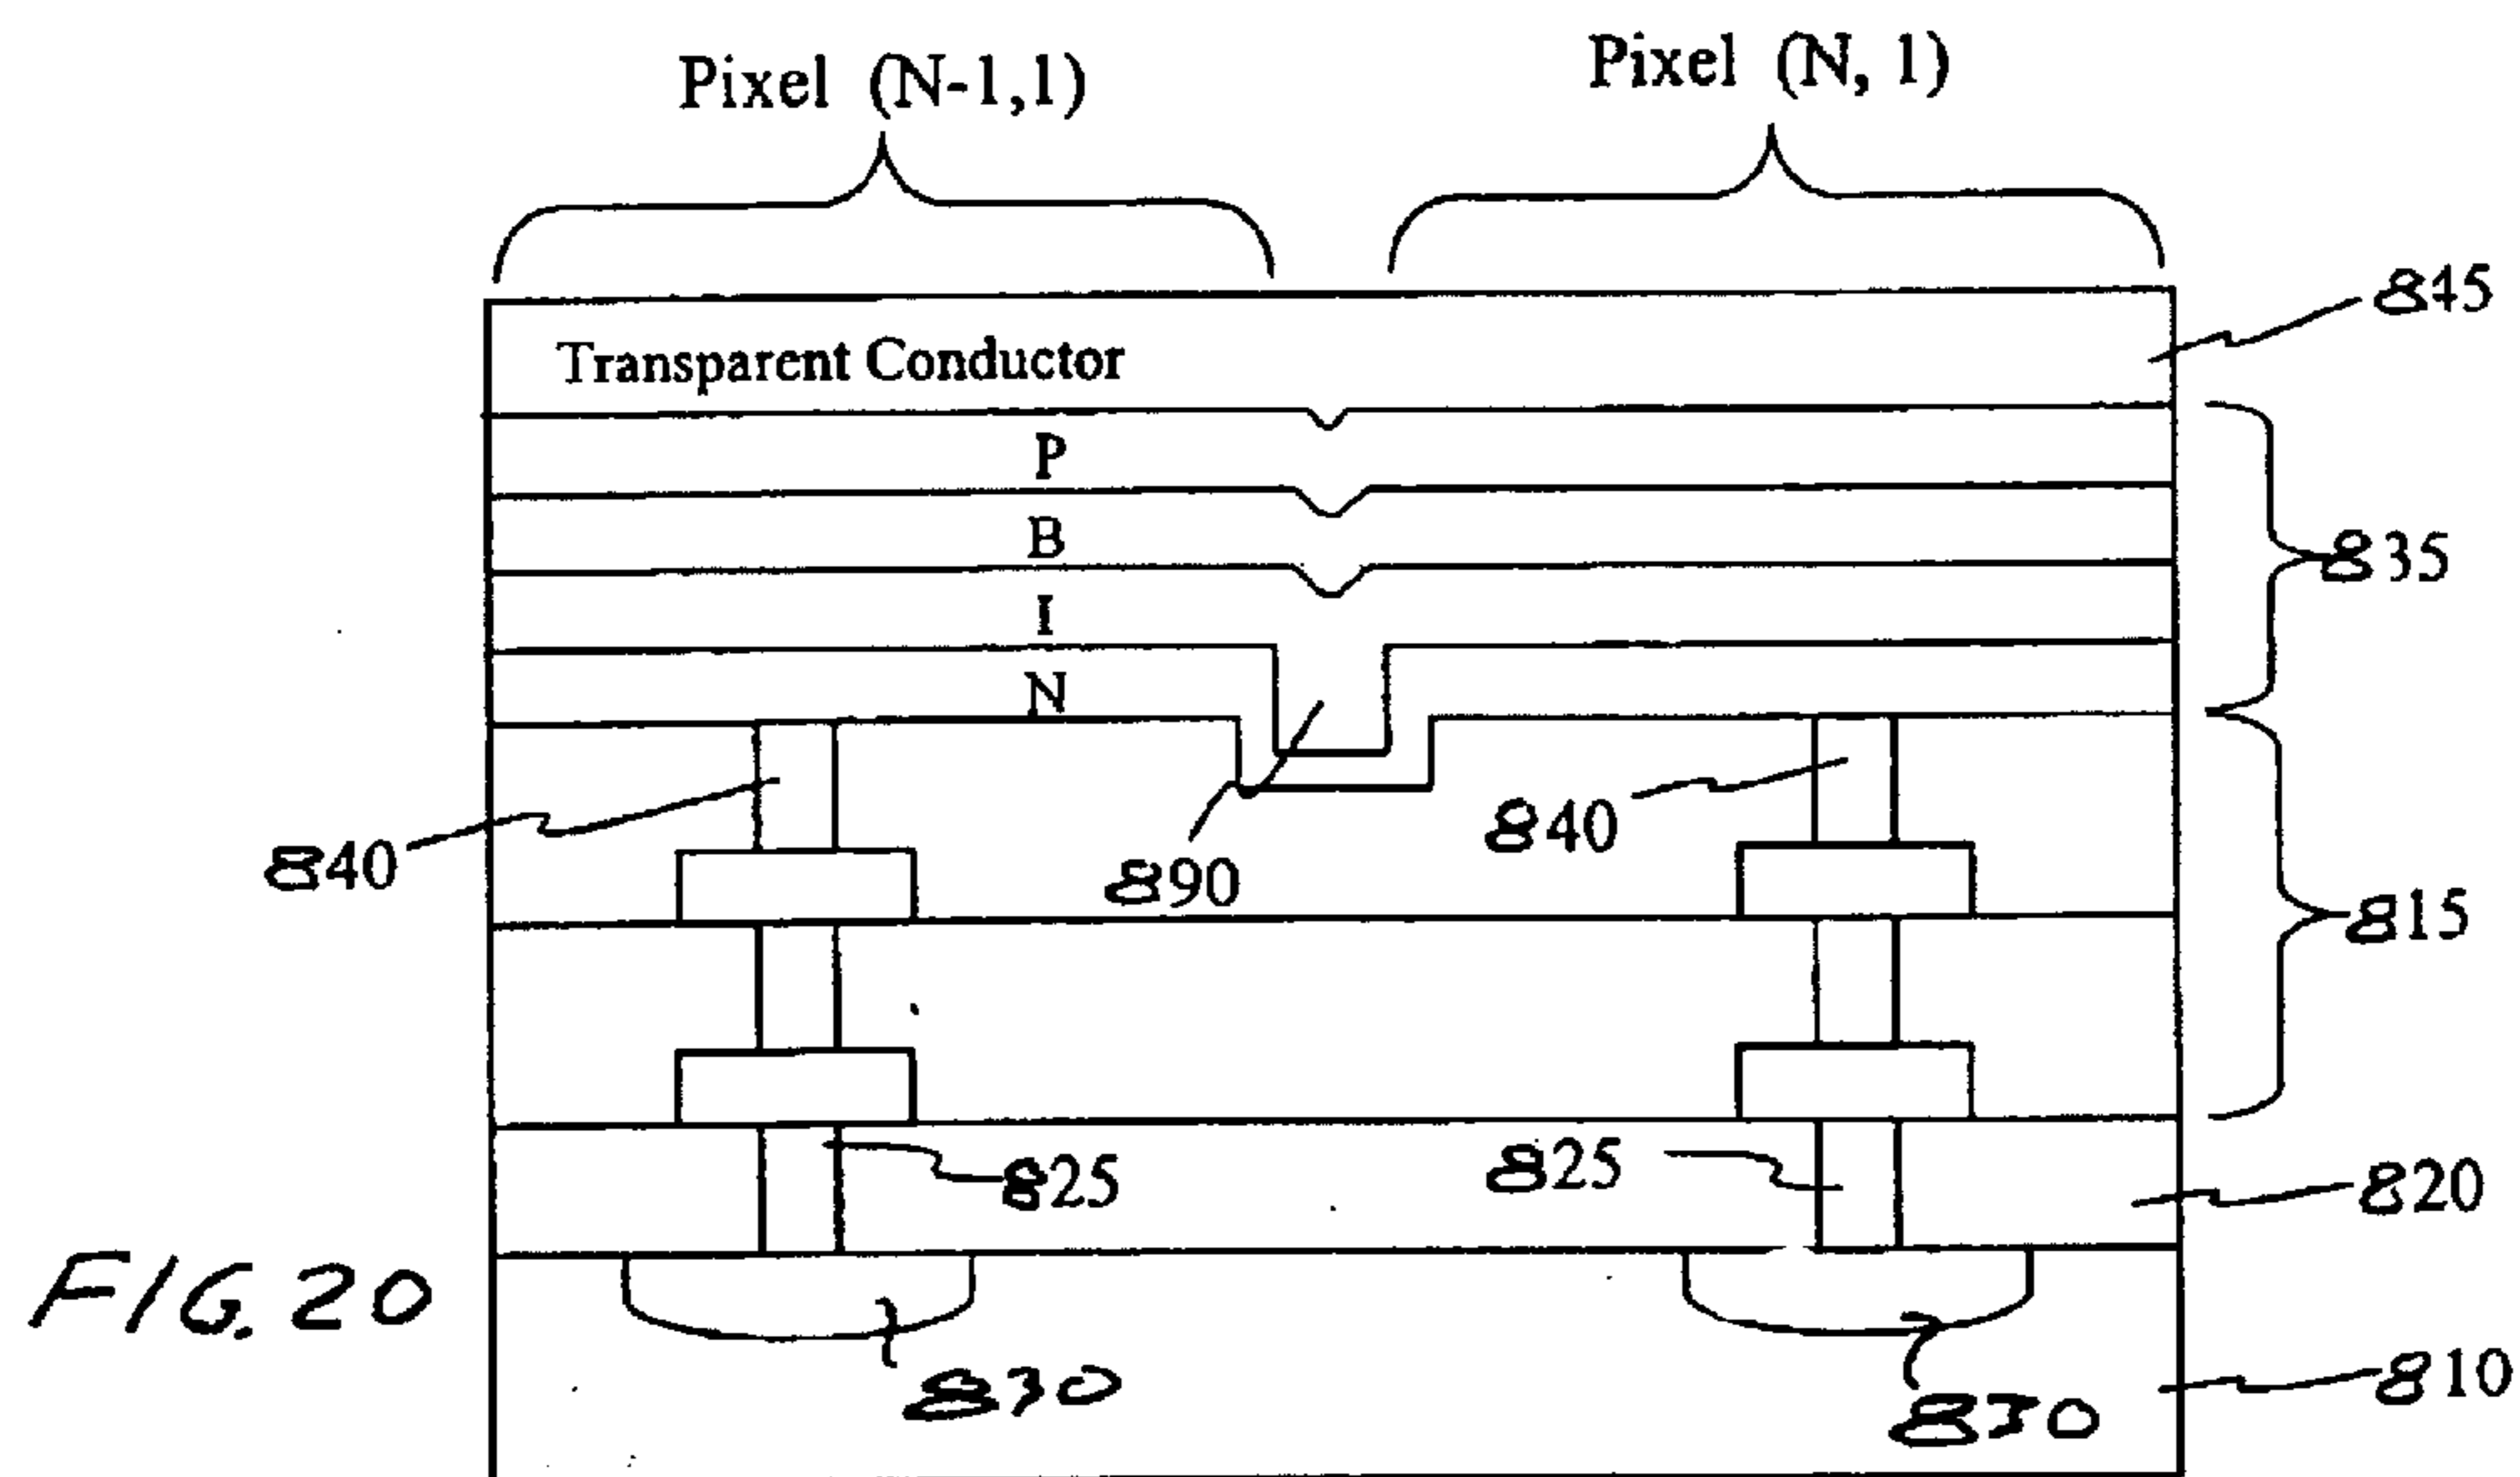 Pixel (N-1,1)
Pixel (N, 1)
845
Transparent Conductor
P
B
835
I
N
840
890
840
815
825
825
820
FIG. 20
830
830
810